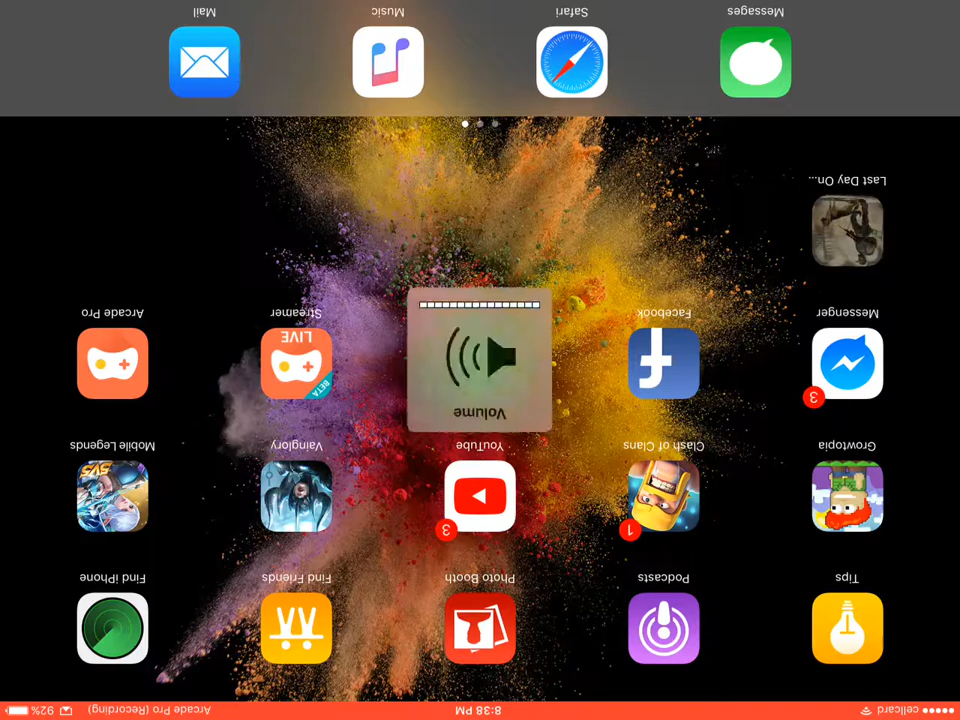 cellcard 8:38 PM Arcade Pro (Recording) 92%
Tips Podcasts Photo Booth Find Friends Find iPhone
1 3
Growtopia Clash of Clans YouTube Vainglory Mobile Legends
5V5
3 BETA
LIVE
Messenger Facebook Streamer Arcade Pro
Volume
Last Day On...
Messages Safari Music Mail